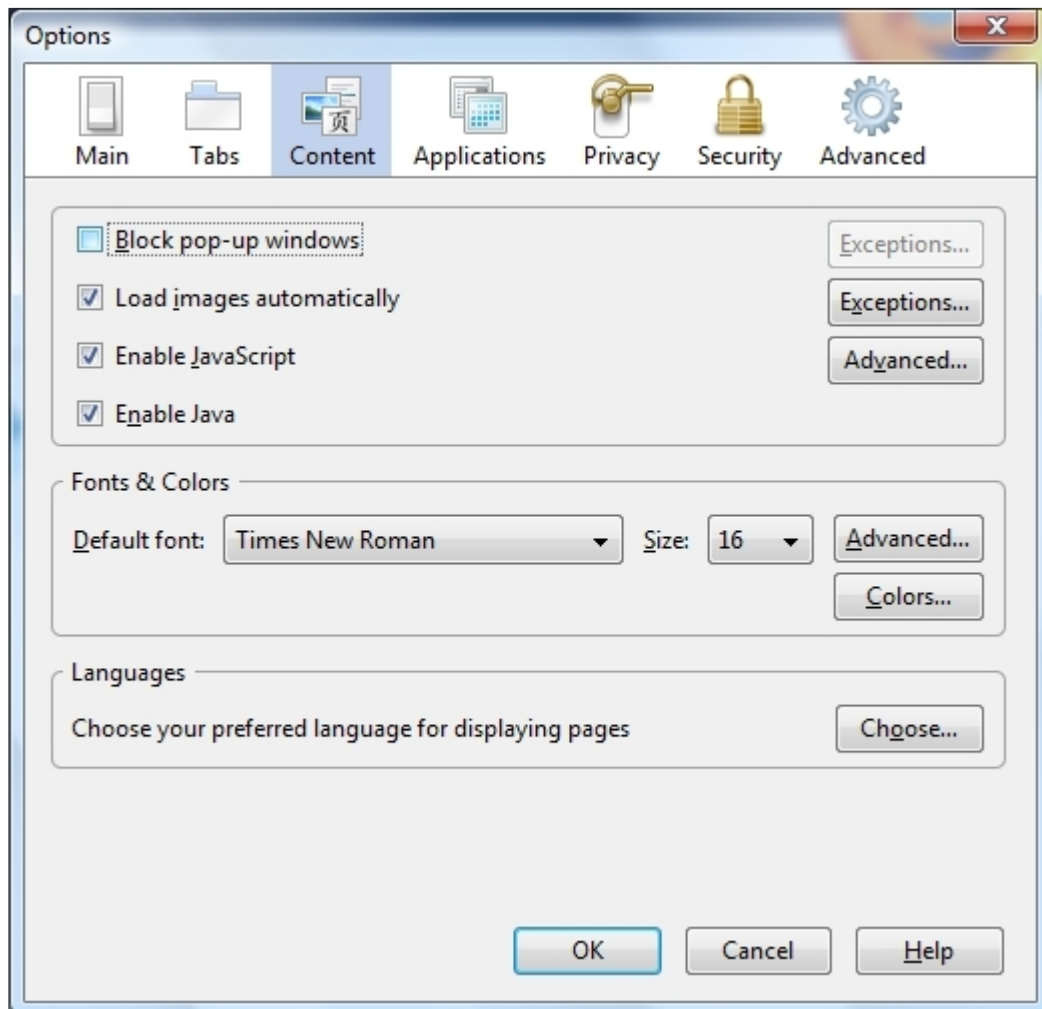 Options
页
Main Tabs Content Applications Privacy Security Advanced
Block pop-up windows Exceptions...
Load images automatically Exceptions...
Enable JavaScript Advanced...
Enable Java
Fonts & Colors
Default font: Times New Roman Size: 16 Advanced...
Colors...
Languages
Choose your preferred language for displaying pages Choose...
OK Cancel Help